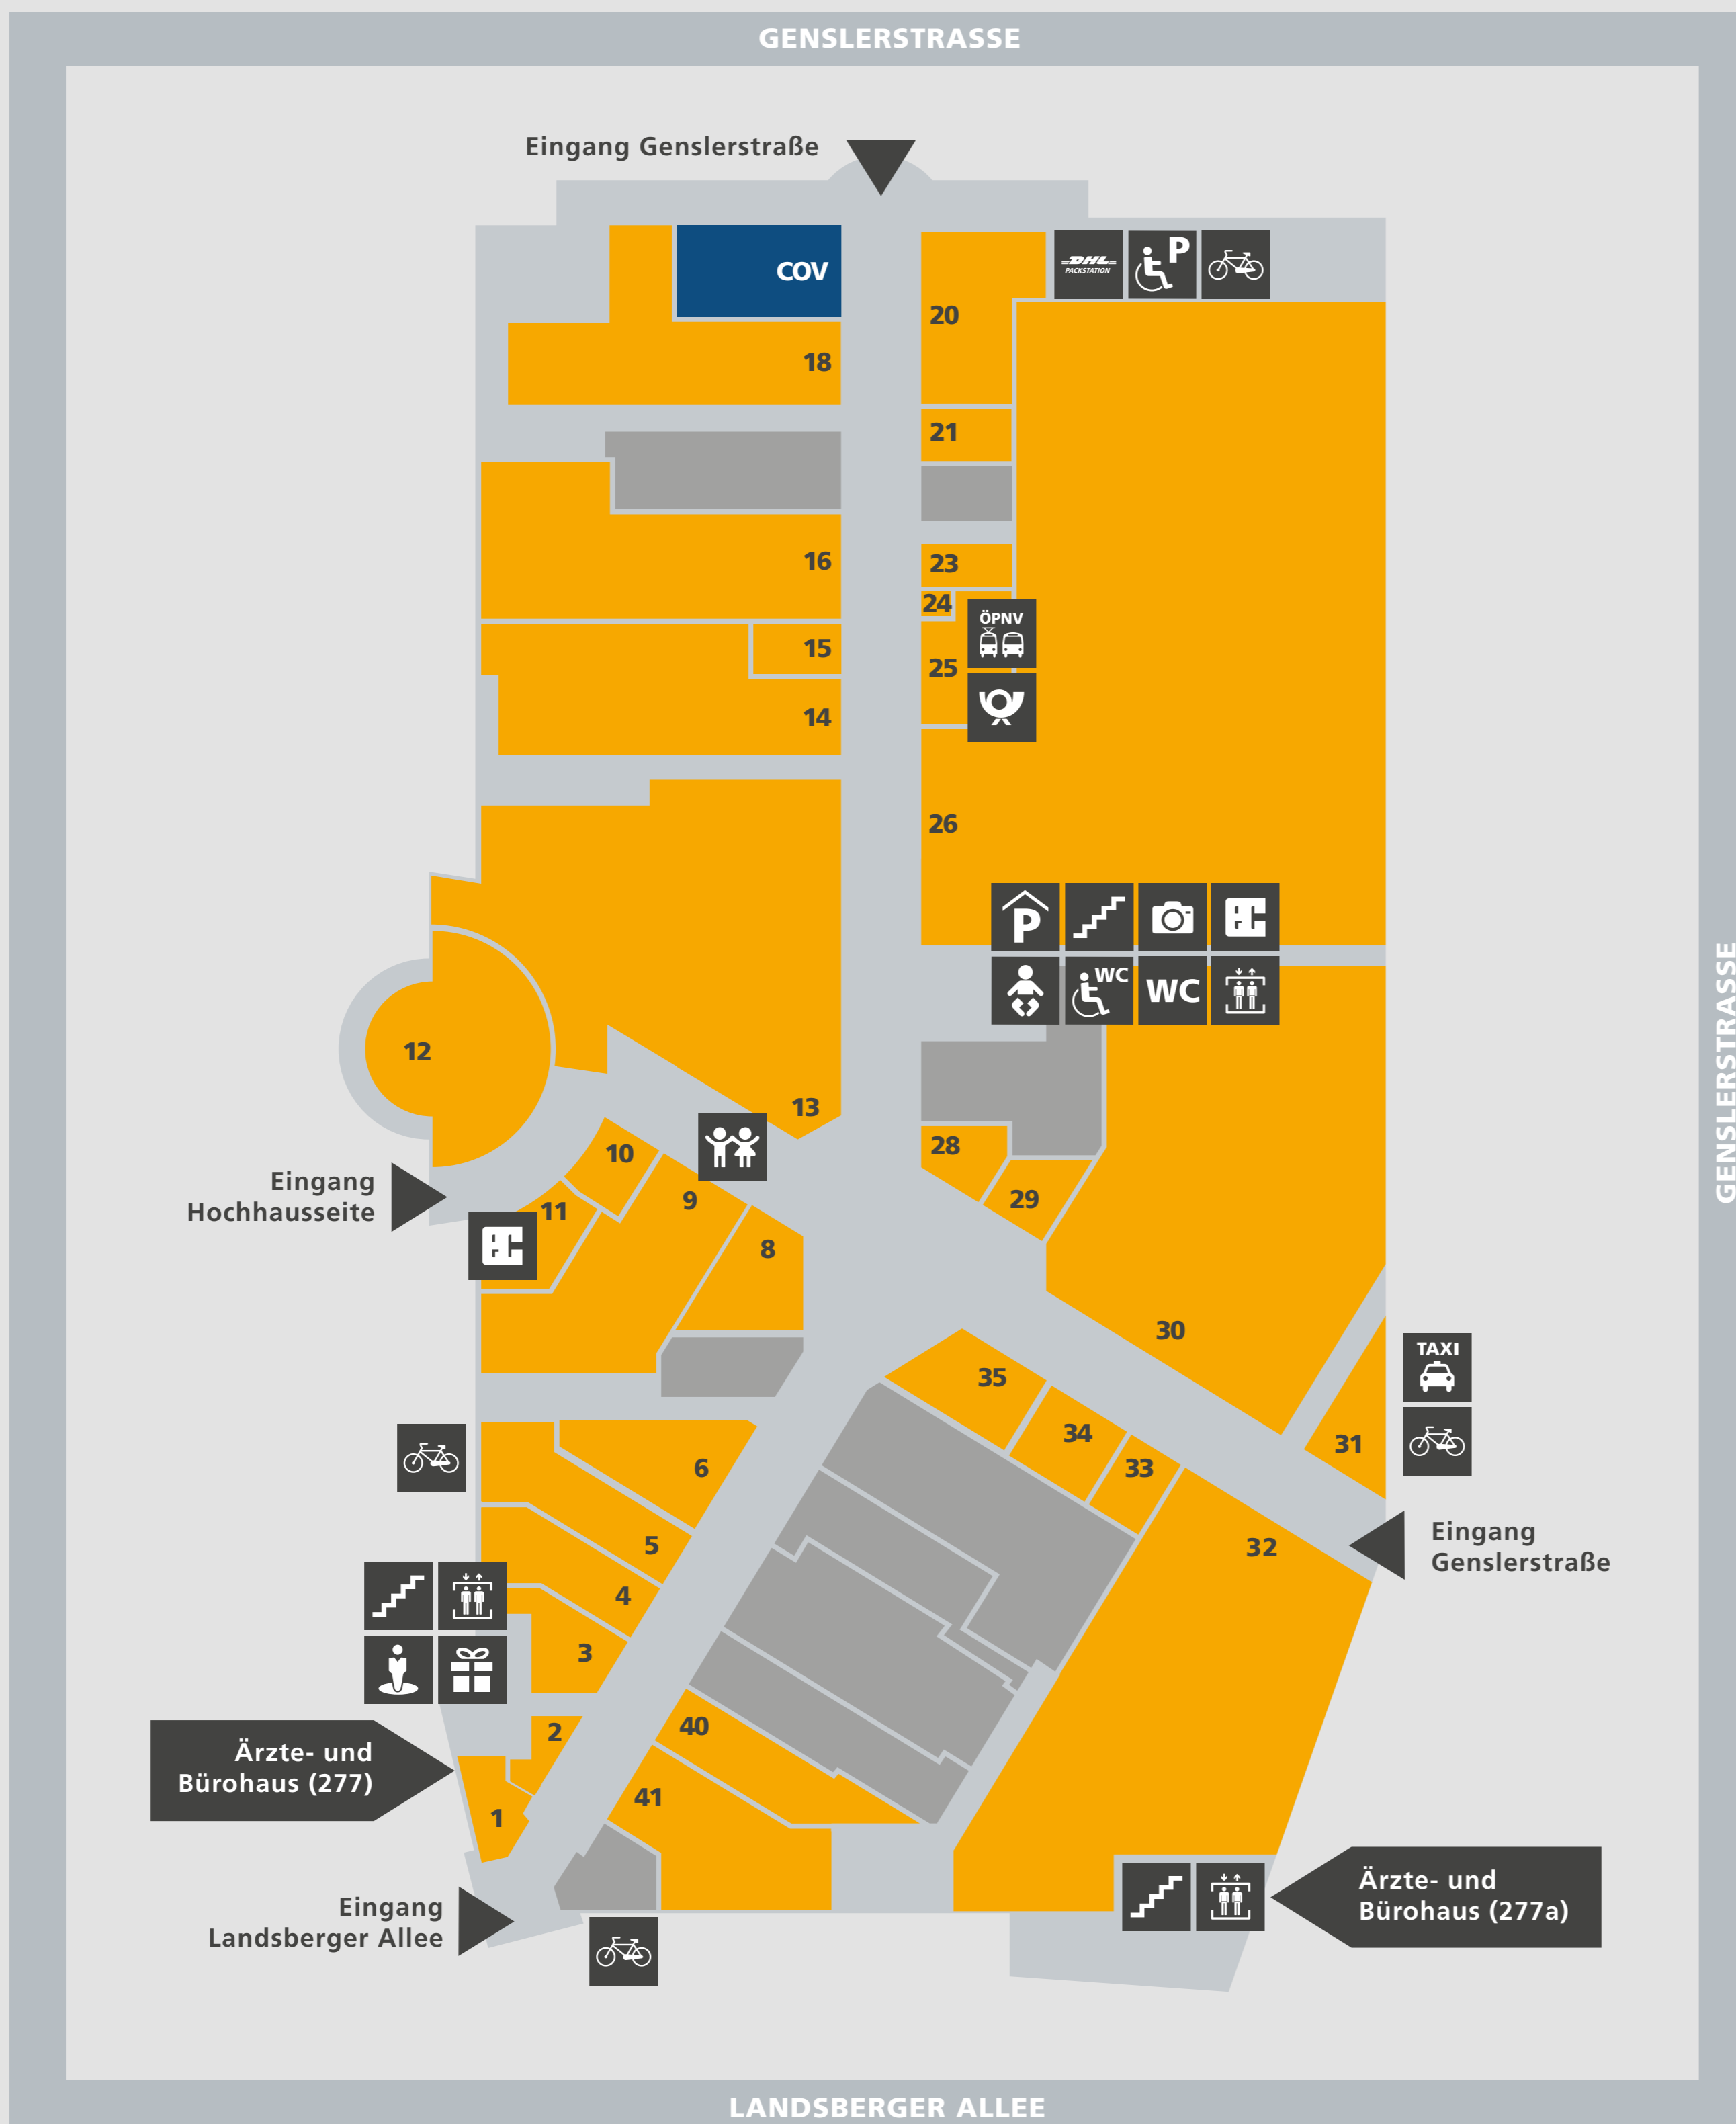 GENSLERSTRASSE
Eingang Genslerstraße
COV
DHL
PACKSTATION
P
20
18
21
16
23
24
ÖPNV
15
25
14
26
P
WC
WC
12
13
10
28
Eingang
Hochhausseite
9
29
11
8
30
35
TAXI
34
31
6
33
5
32
Eingang
Genslerstraße
4
3
2
40
Ärzte- und
Bürohaus (277)
41
1
Ärzte- und
Bürohaus (277a)
Eingang
Landsberger Allee
GENSLERSTRASSE
LANDSBERGER ALLEE